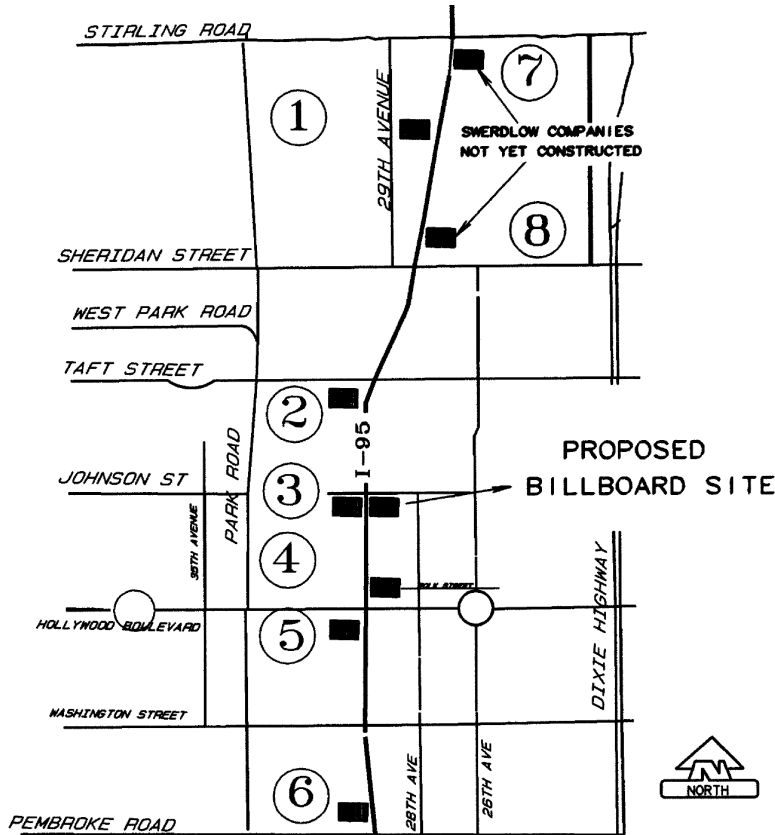 STIRLING ROAD
7
1
29TH AVENUE
SWERDLOW COMPANIES
NOT YET CONSTRUCTED
8
SHERIDAN STREET
WEST PARK ROAD
TAFT STREET
2
I-95
PARK ROAD
PROPOSED
BILLBOARD SITE
JOHNSON ST
3
35TH AVENUE
4
POLK STREET
HOLLYWOOD BOULEVARD
5
DIXIE HIGHWAY
WASHINGTON STREET
6
28TH AVE
26TH AVE
N
NORTH
PEMBROKE ROAD